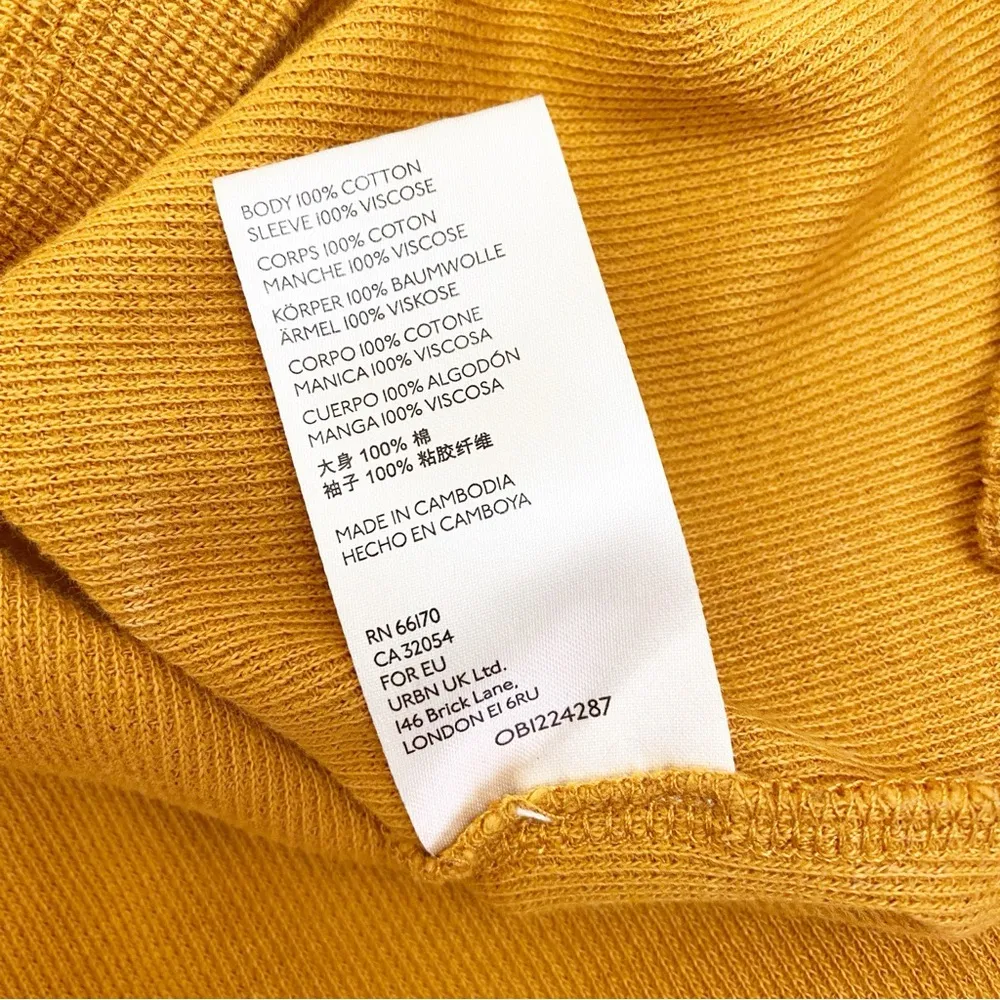 BODY 100% COTTON
SLEEVE 100% VISCOSE
CORPS 100% COTON
MANCHE 100% VISCOSE
KÖRPER 100% BAUMWOLLE
ÄRMEL 100% VISKOSE
CORPO 100% COTONE
MANICA 100% VISCOSA
CUERPO 100% ALGODÓN
MANGA 100% VISCOSA
大身 100% 棉
袖子 100% 粘胶纤维
MADE IN CAMBODIA
HECHO EN CAMBOYA
RN 66170
CA 32054
FOR EU
URBN UK Ltd.
146 Brick Lane,
LONDON E1 6RU
OB1224287